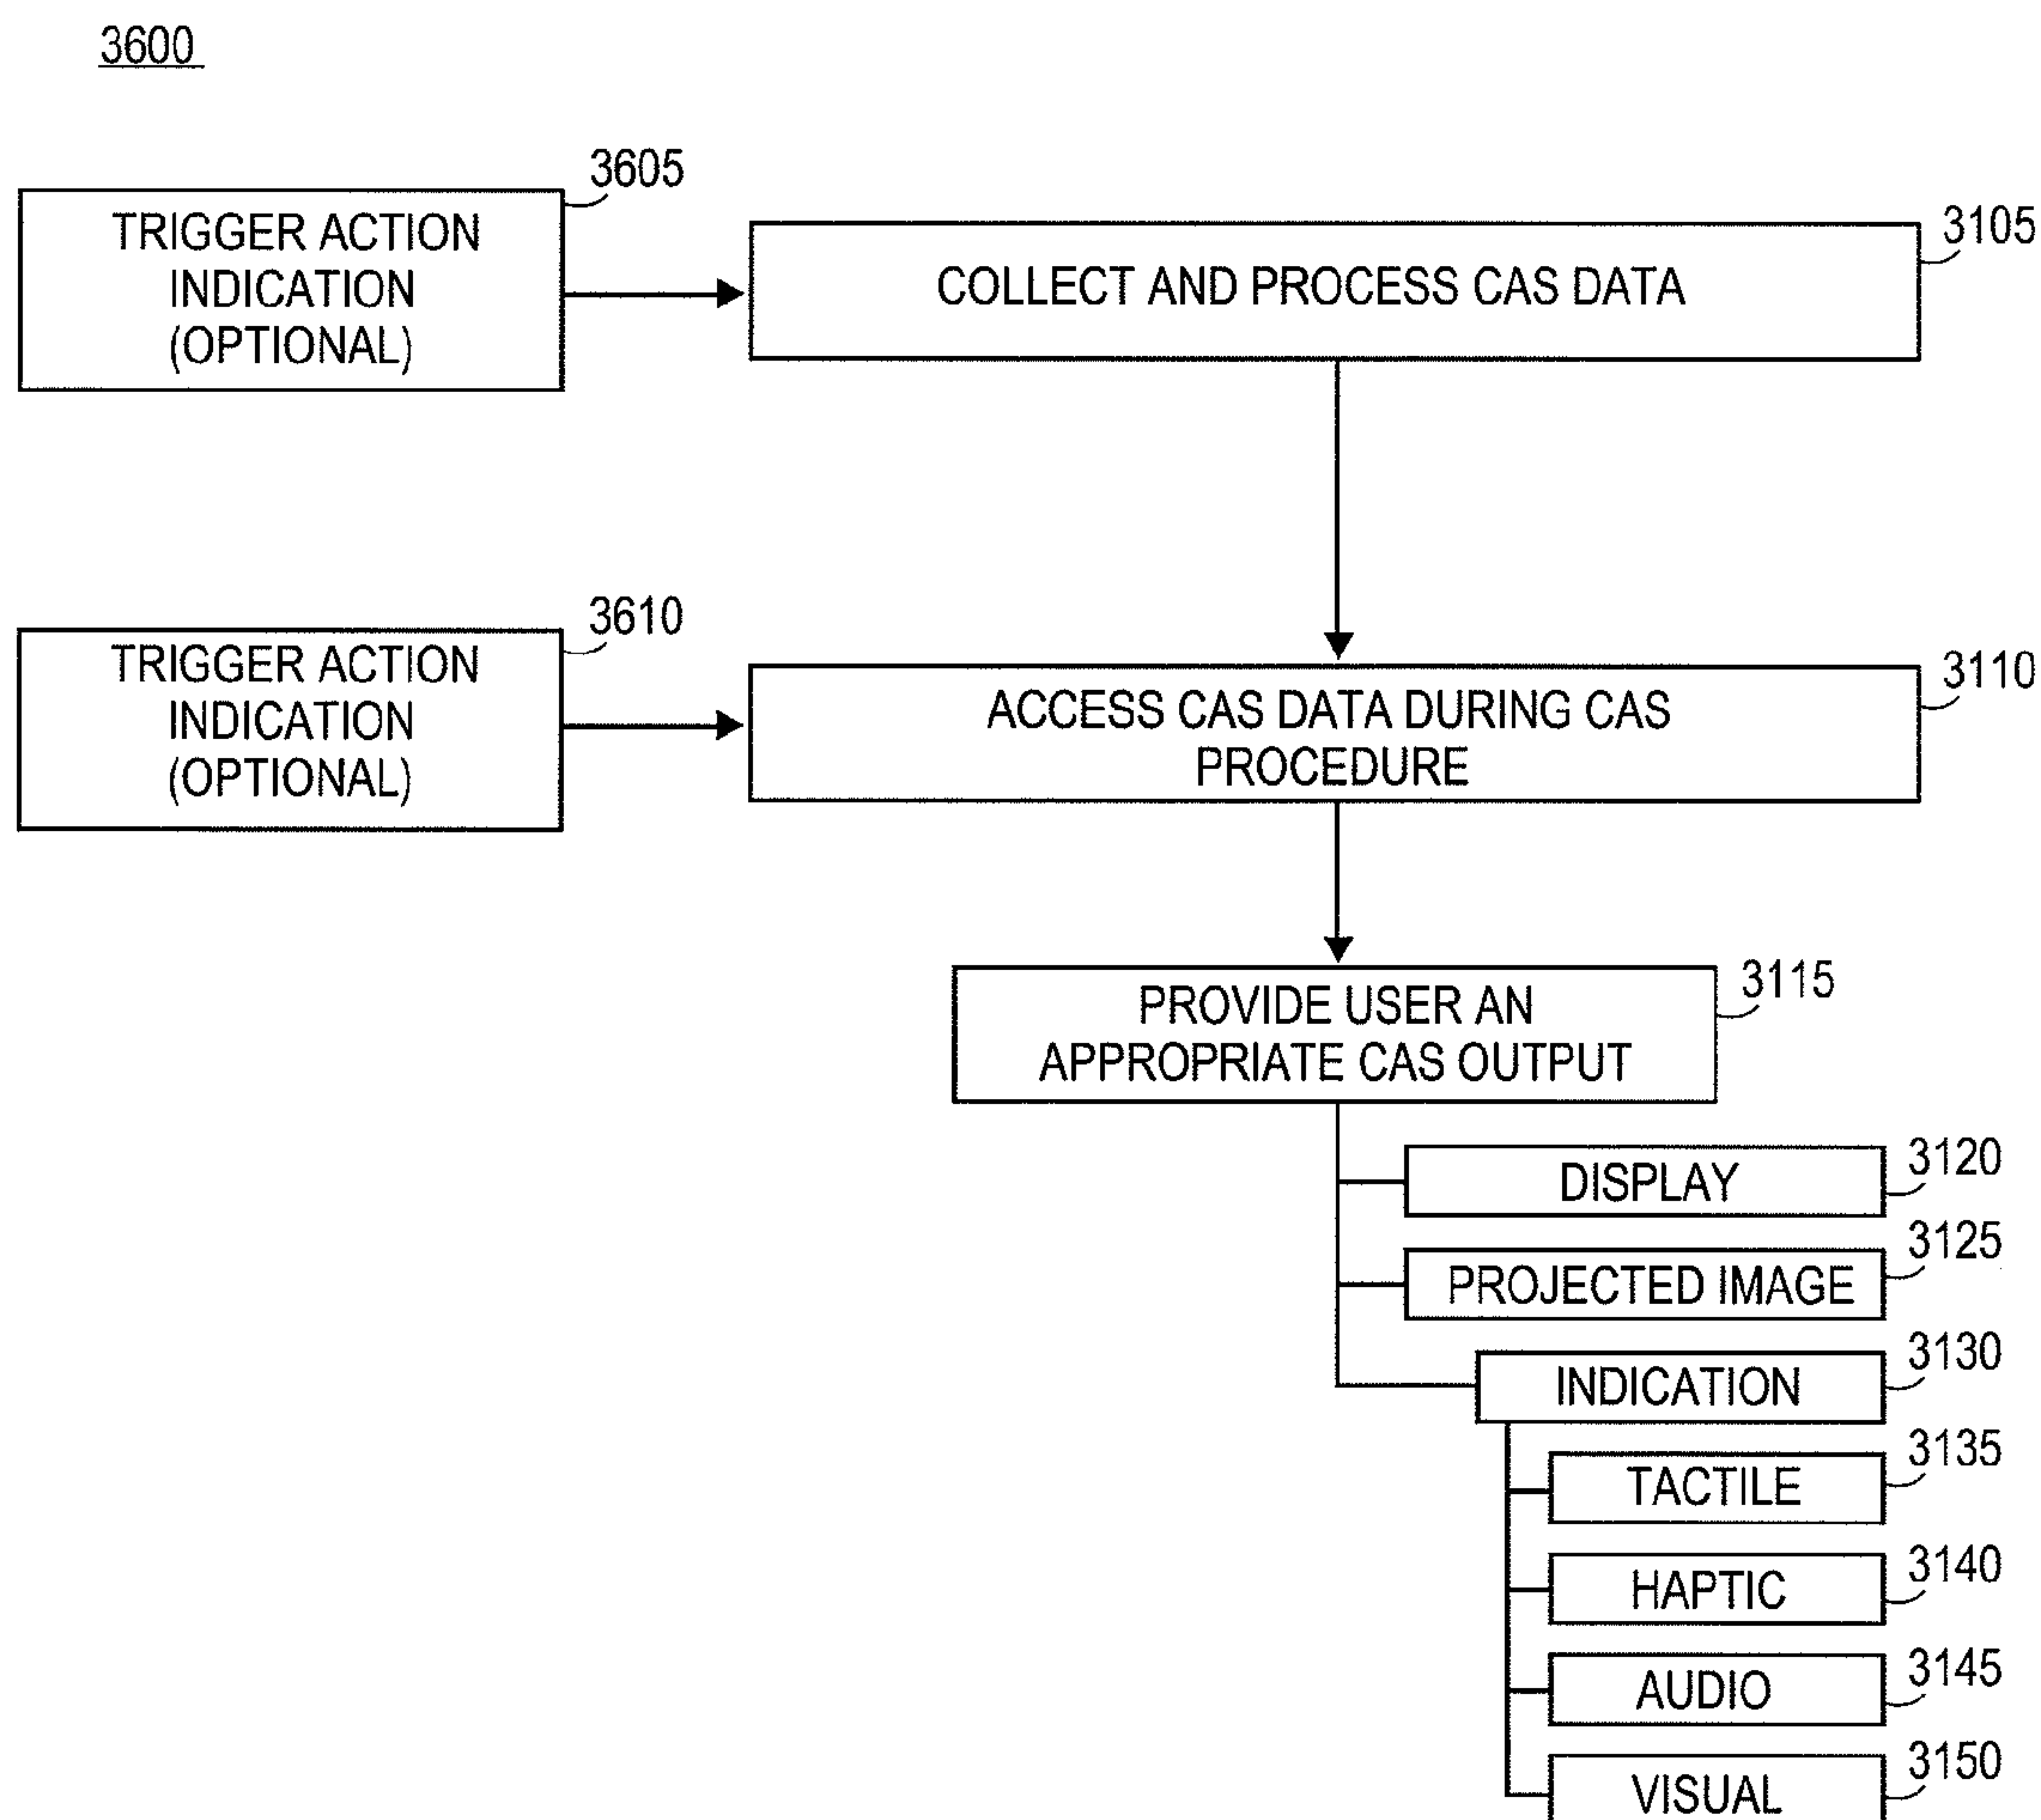 3600
3605
TRIGGER ACTION
INDICATION
(OPTIONAL)
3105
COLLECT AND PROCESS CAS DATA
3610
TRIGGER ACTION
INDICATION
(OPTIONAL)
3110
ACCESS CAS DATA DURING CAS
PROCEDURE
3115
PROVIDE USER AN
APPROPRIATE CAS OUTPUT
3120
DISPLAY
3125
PROJECTED IMAGE
3130
INDICATION
3135
TACTILE
3140
HAPTIC
3145
AUDIO
3150
VISUAL